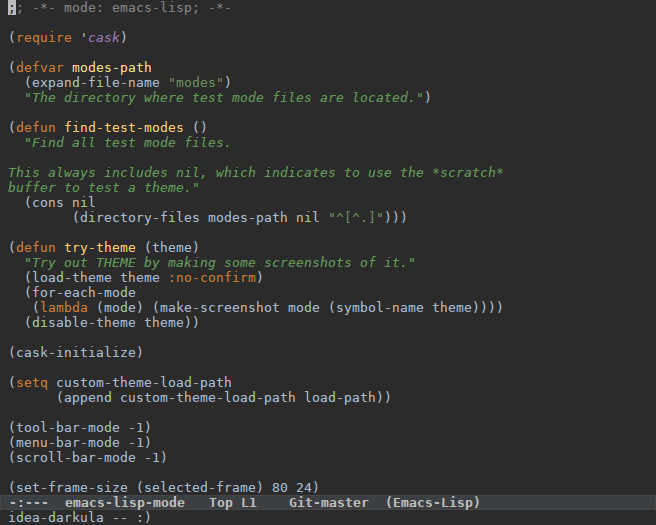 ;; -*- mode: emacs-lisp; -*-

(require 'cask)

(defvar modes-path
  (expand-file-name "modes")
  "The directory where test mode files are located.")

(defun find-test-modes ()
  "Find all test mode files.

This always includes nil, which indicates to use the *scratch*
buffer to test a theme."
  (cons nil
        (directory-files modes-path nil "^[^.]")))

(defun try-theme (theme)
  "Try out THEME by making some screenshots of it."
  (load-theme theme :no-confirm)
  (for-each-mode
   (lambda (mode) (make-screenshot mode (symbol-name theme))))
  (disable-theme theme))

(cask-initialize)

(setq custom-theme-load-path
      (append custom-theme-load-path load-path))

(tool-bar-mode -1)
(menu-bar-mode -1)
(scroll-bar-mode -1)

(set-frame-size (selected-frame) 80 24)
-:---  emacs-lisp-mode   Top L1    Git-master  (Emacs-Lisp)
idea-darkula -- :)